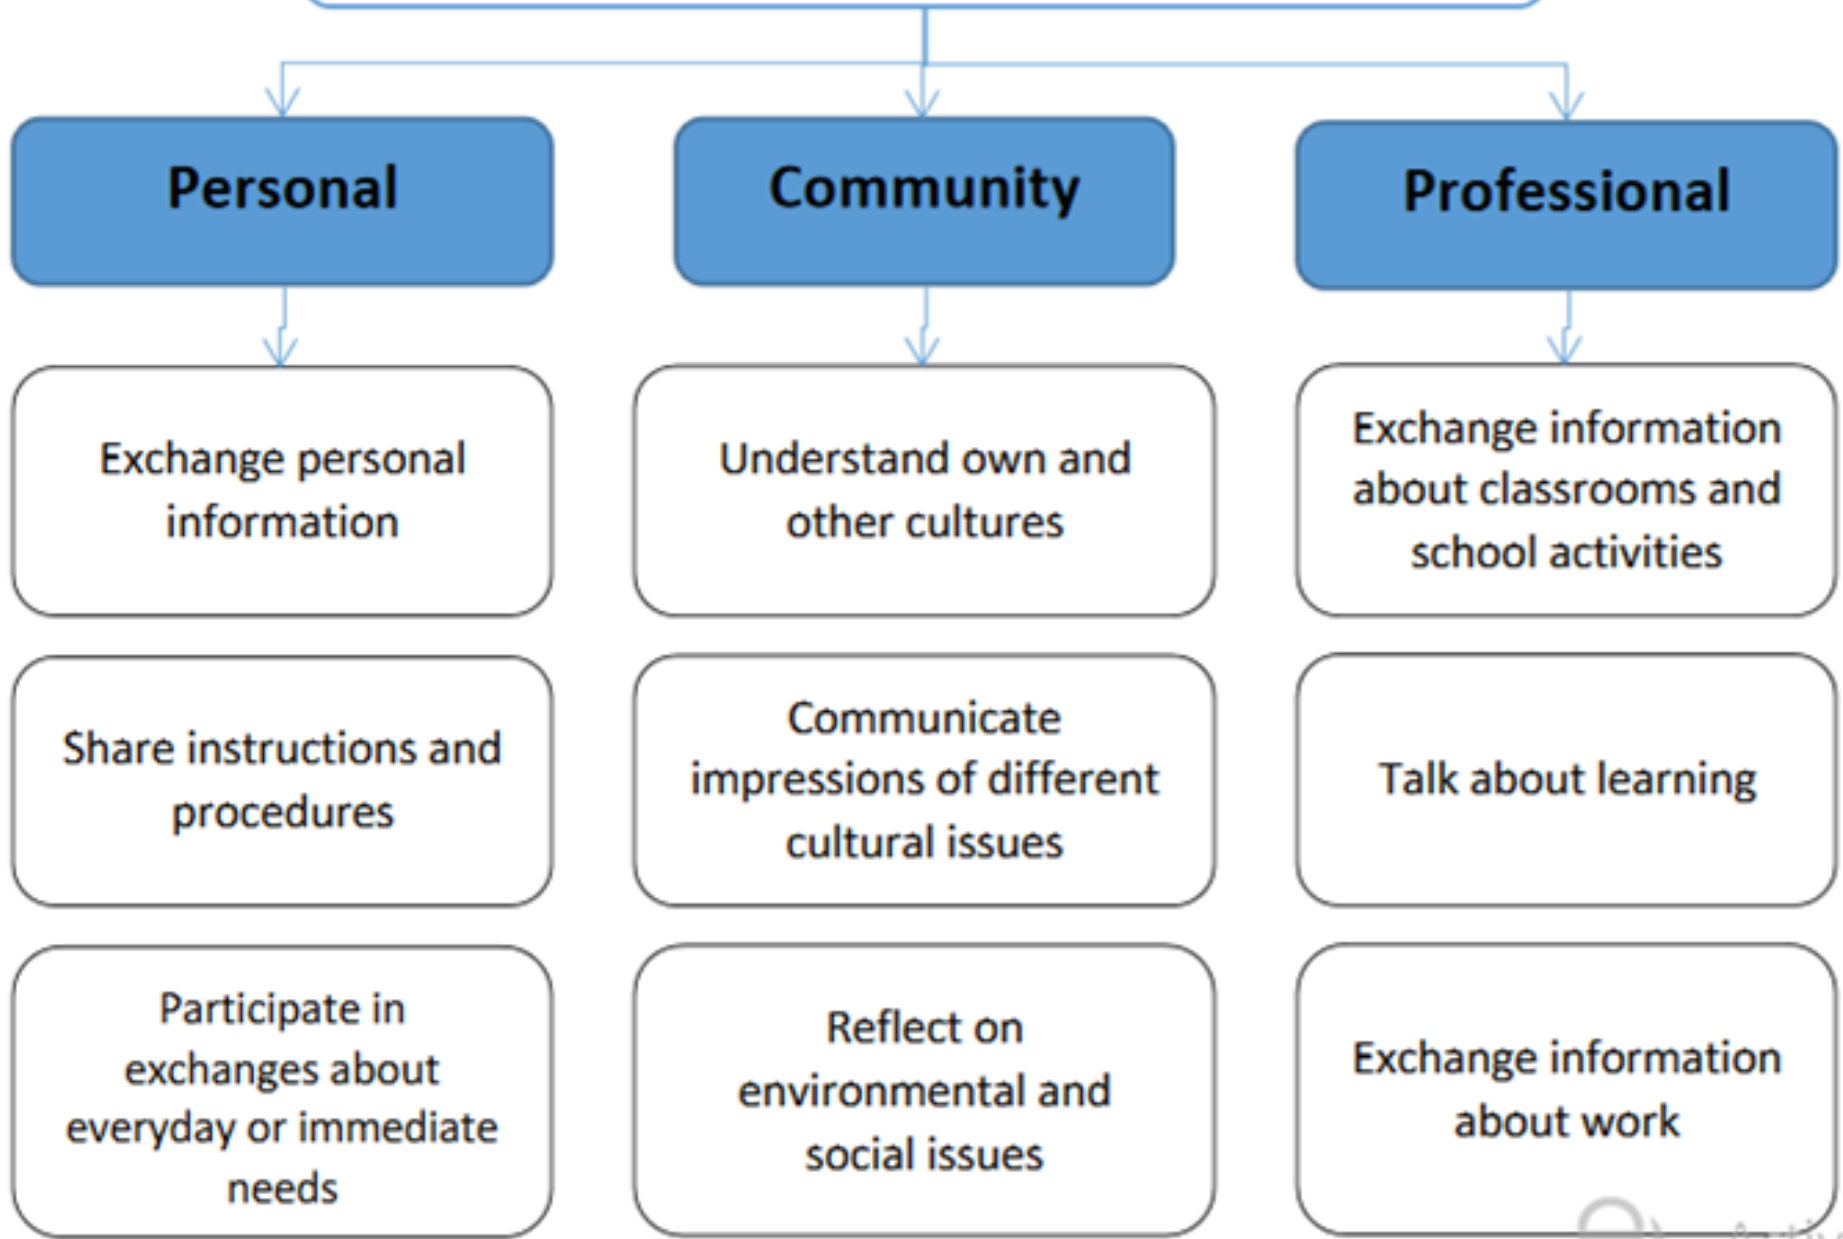 Personal
Community
Professional
Exchange personal
information
Understand own and
other cultures
Exchange information
about classrooms and
school activities
Share instructions and
procedures
Communicate
impressions of different
cultural issues
Talk about learning
Participate in
exchanges about
everyday or immediate
needs
Reflect on
environmental and
social issues
Exchange information
about work